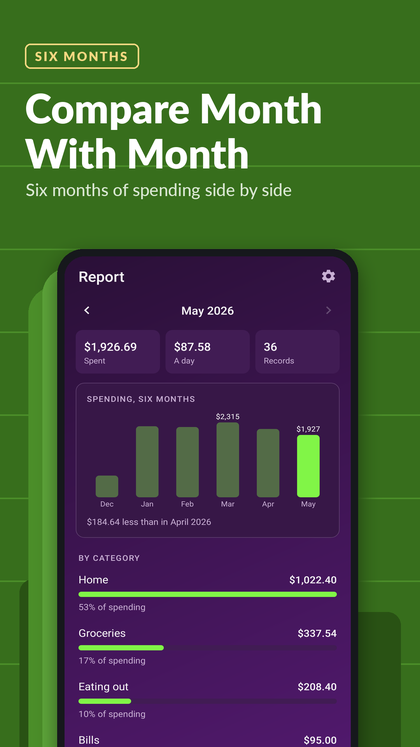 SIX MONTHS
Compare Month
With Month
Six months of spending side by side
Report
May 2026
$1,926.69
Spent
$87.58
A day
36
Records
SPENDING, SIX MONTHS
$2,315
$1,927
Dec Jan Feb Mar Apr May
$184.64 less than in April 2026
BY CATEGORY
Home $1,022.40
53% of spending
Groceries $337.54
17% of spending
Eating out $208.40
10% of spending
Bills $95.00